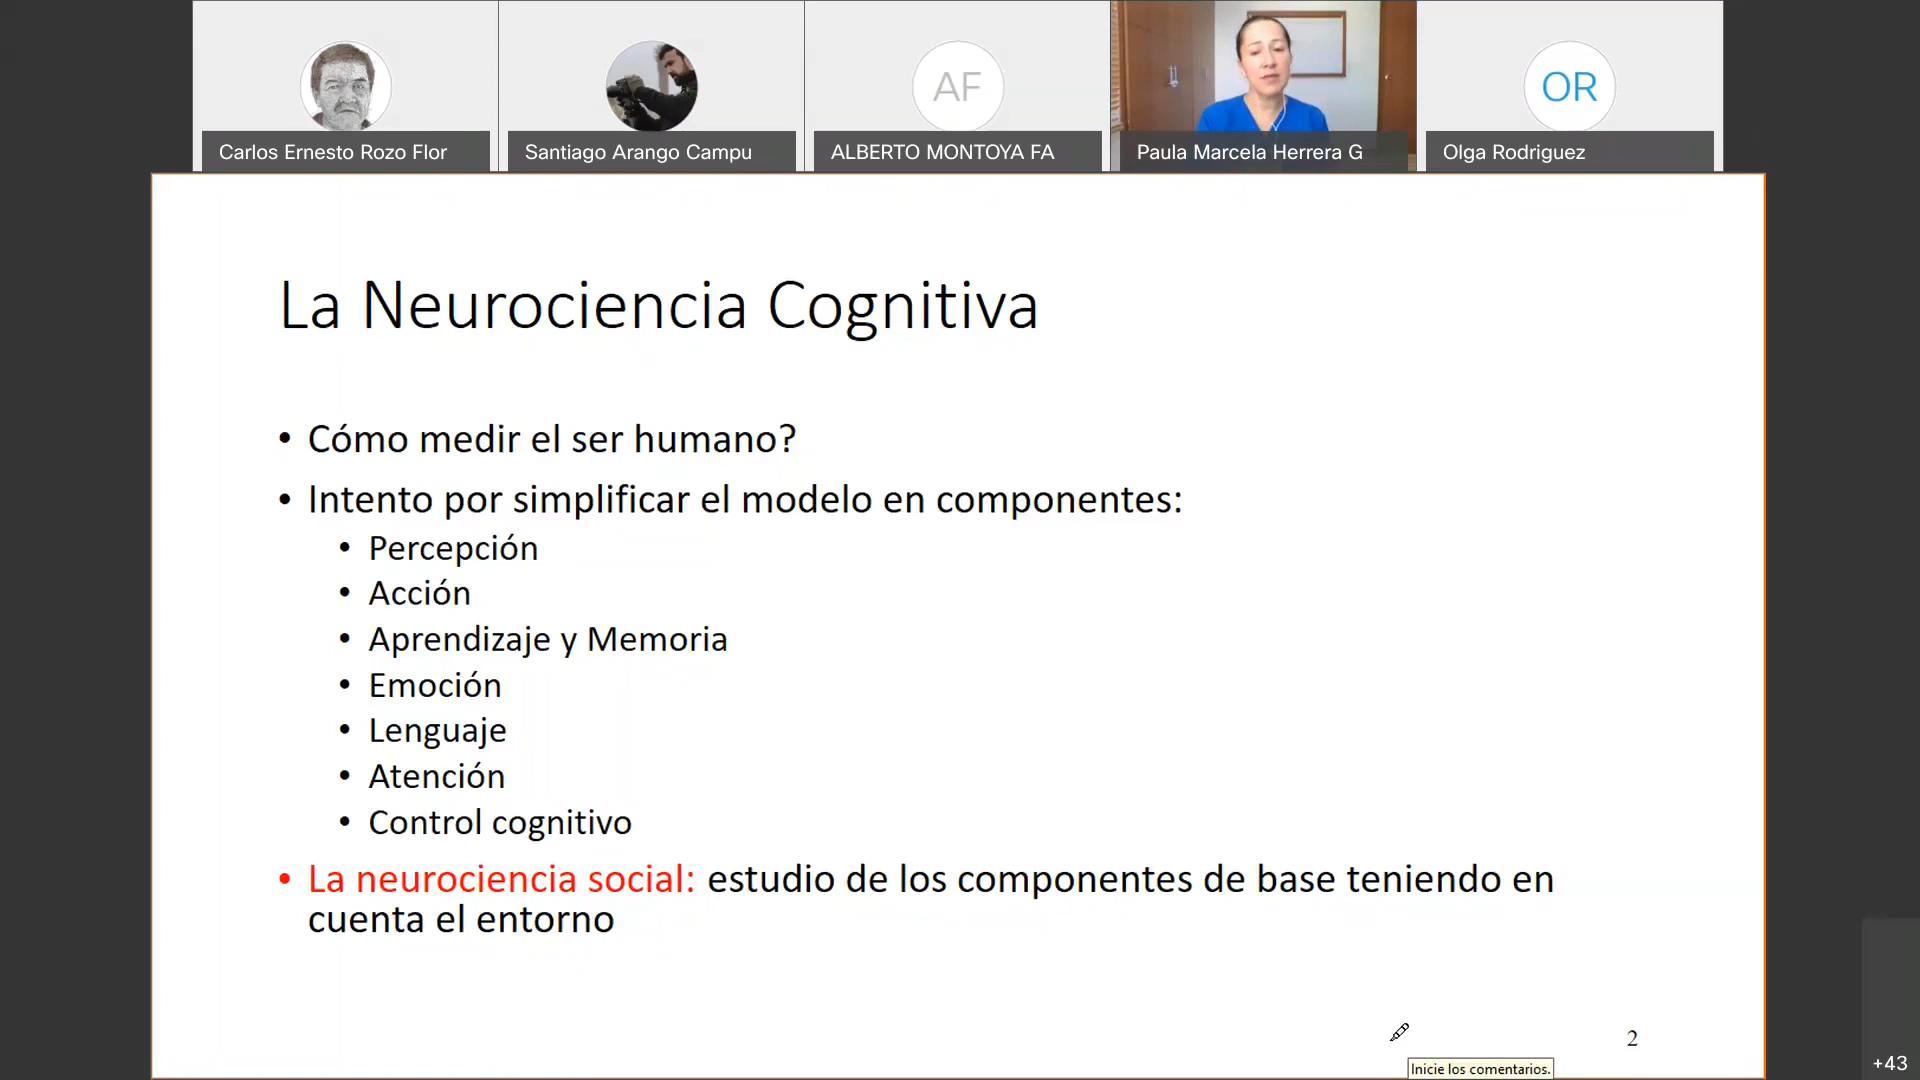 AF
OR
Carlos Ernesto Rozo Flor
Santiago Arango Campu
ALBERTO MONTOYA FA
Paula Marcela Herrera G
Olga Rodriguez
La Neurociencia Cognitiva
• Cómo medir el ser humano?
• Intento por simplificar el modelo en componentes:
• Percepción
• Acción
• Aprendizaje y Memoria
• Emoción
• Lenguaje
• Atención
• Control cognitivo
• La neurociencia social: estudio de los componentes de base teniendo en
cuenta el entorno
2
Inicie los comentarios.
+43